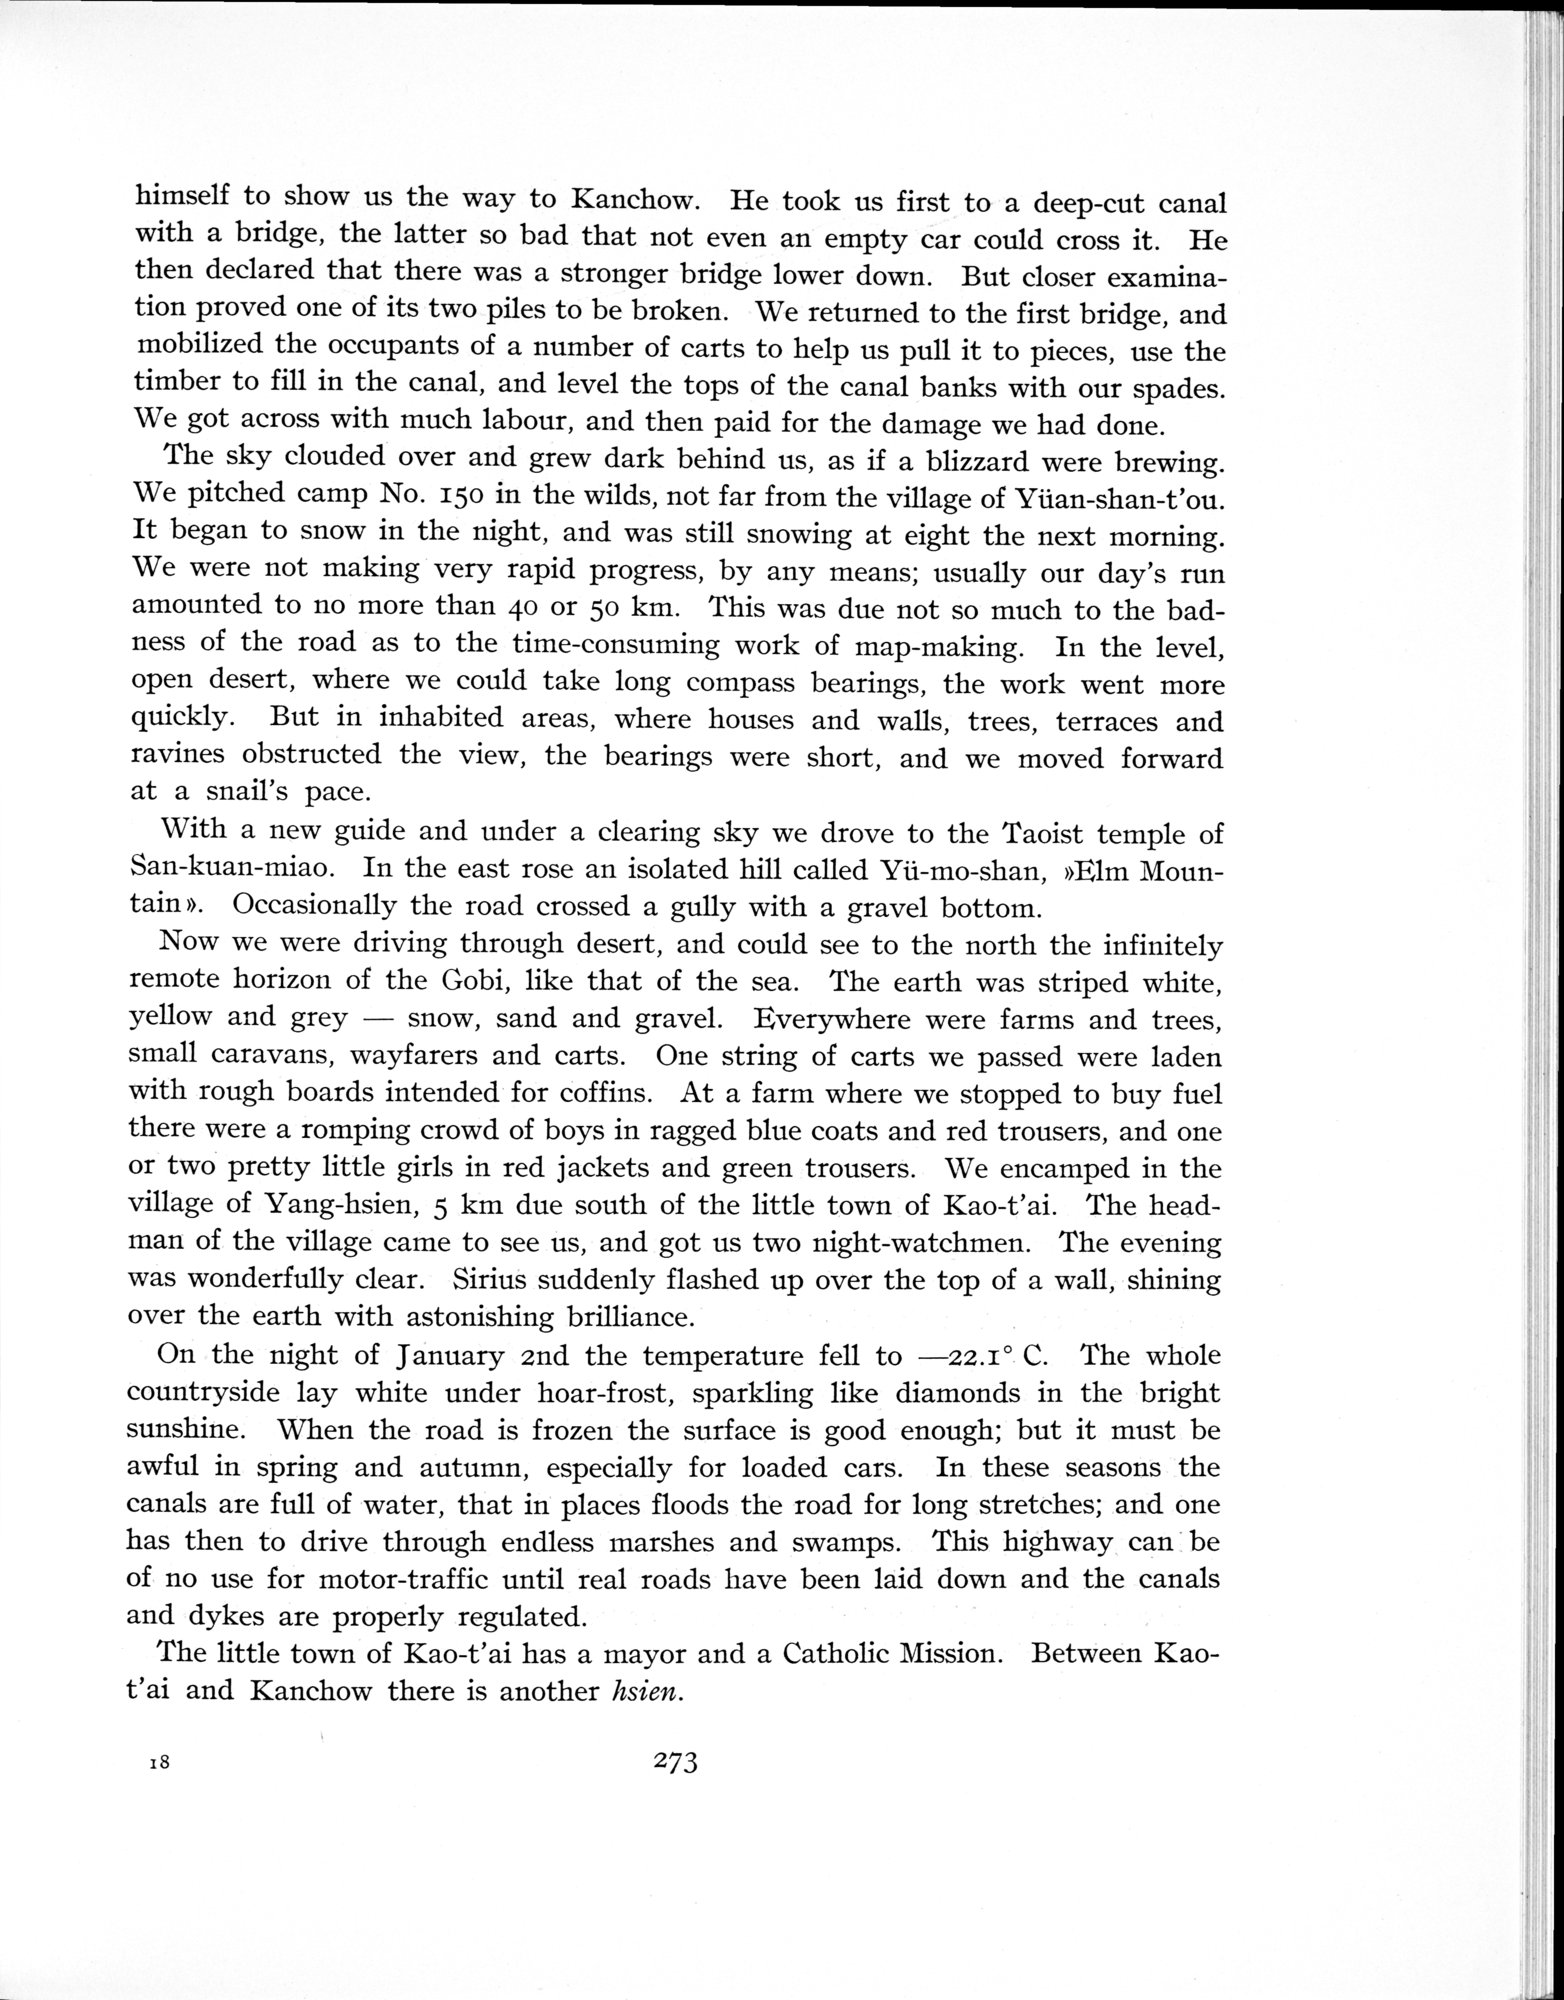 himself to show us the way to Kanchow. He took us first to a deep-cut canal
with a bridge, the latter so bad that not even an empty car could cross it. He
then declared that there was a stronger bridge lower down. But closer examina-
tion proved one of its two piles to be broken. We returned to the first bridge, and
mobilized the occupants of a number of carts to help us pull it to pieces, use the
timber to fill in the canal, and level the tops of the canal banks with our spades.
We got across with much labour, and then paid for the damage we had done.
The sky clouded over and grew dark behind us, as if a blizzard were brewing.
We pitched camp No. 150 in the wilds, not far from the village of Yüan-shan-t'ou.
It began to snow in the night, and was still snowing at eight the next morning.
We were not making very rapid progress, by any means; usually our day's run
amounted to no more than 40 or 50 km. This was due not so much to the bad-
ness of the road as to the time-consuming work of map-making. In the level,
open desert, where we could take long compass bearings, the work went more
quickly. But in inhabited areas, where houses and walls, trees, terraces and
ravines obstructed the view, the bearings were short, and we moved forward
at a snail's pace.
With a new guide and under a clearing sky we drove to the Taoist temple of
San-kuan-miao. In the east rose an isolated hill called Yü-mo-shan, »Elm Moun-
tain». Occasionally the road crossed a gully with a gravel bottom.
Now we were driving through desert, and could see to the north the infinitely
remote horizon of the Gobi, like that of the sea. The earth was striped white,
yellow and grey — snow, sand and gravel. Everywhere were farms and trees,
small caravans, wayfarers and carts. One string of carts we passed were laden
with rough boards intended for coffins. At a farm where we stopped to buy fuel
there were a romping crowd of boys in ragged blue coats and red trousers, and one
or two pretty little girls in red jackets and green trousers. We encamped in the
village of Yang-hsien, 5 km due south of the little town of Kao-t'ai. The head-
man of the village came to see us, and got us two night-watchmen. The evening
was wonderfully clear. Sirius suddenly flashed up over the top of a wall, shining
over the earth with astonishing brilliance.
On the night of January 2nd the temperature fell to —22.1° C. The whole
countryside lay white under hoar-frost, sparkling like diamonds in the bright
sunshine. When the road is frozen the surface is good enough; but it must be
awful in spring and autumn, especially for loaded cars. In these seasons the
canals are full of water, that in places floods the road for long stretches; and one
has then to drive through endless marshes and swamps. This highway can be
of no use for motor-traffic until real roads have been laid down and the canals
and dykes are properly regulated.
The little town of Kao-t'ai has a mayor and a Catholic Mission. Between Kao-
t'ai and Kanchow there is another hsien.
18
273